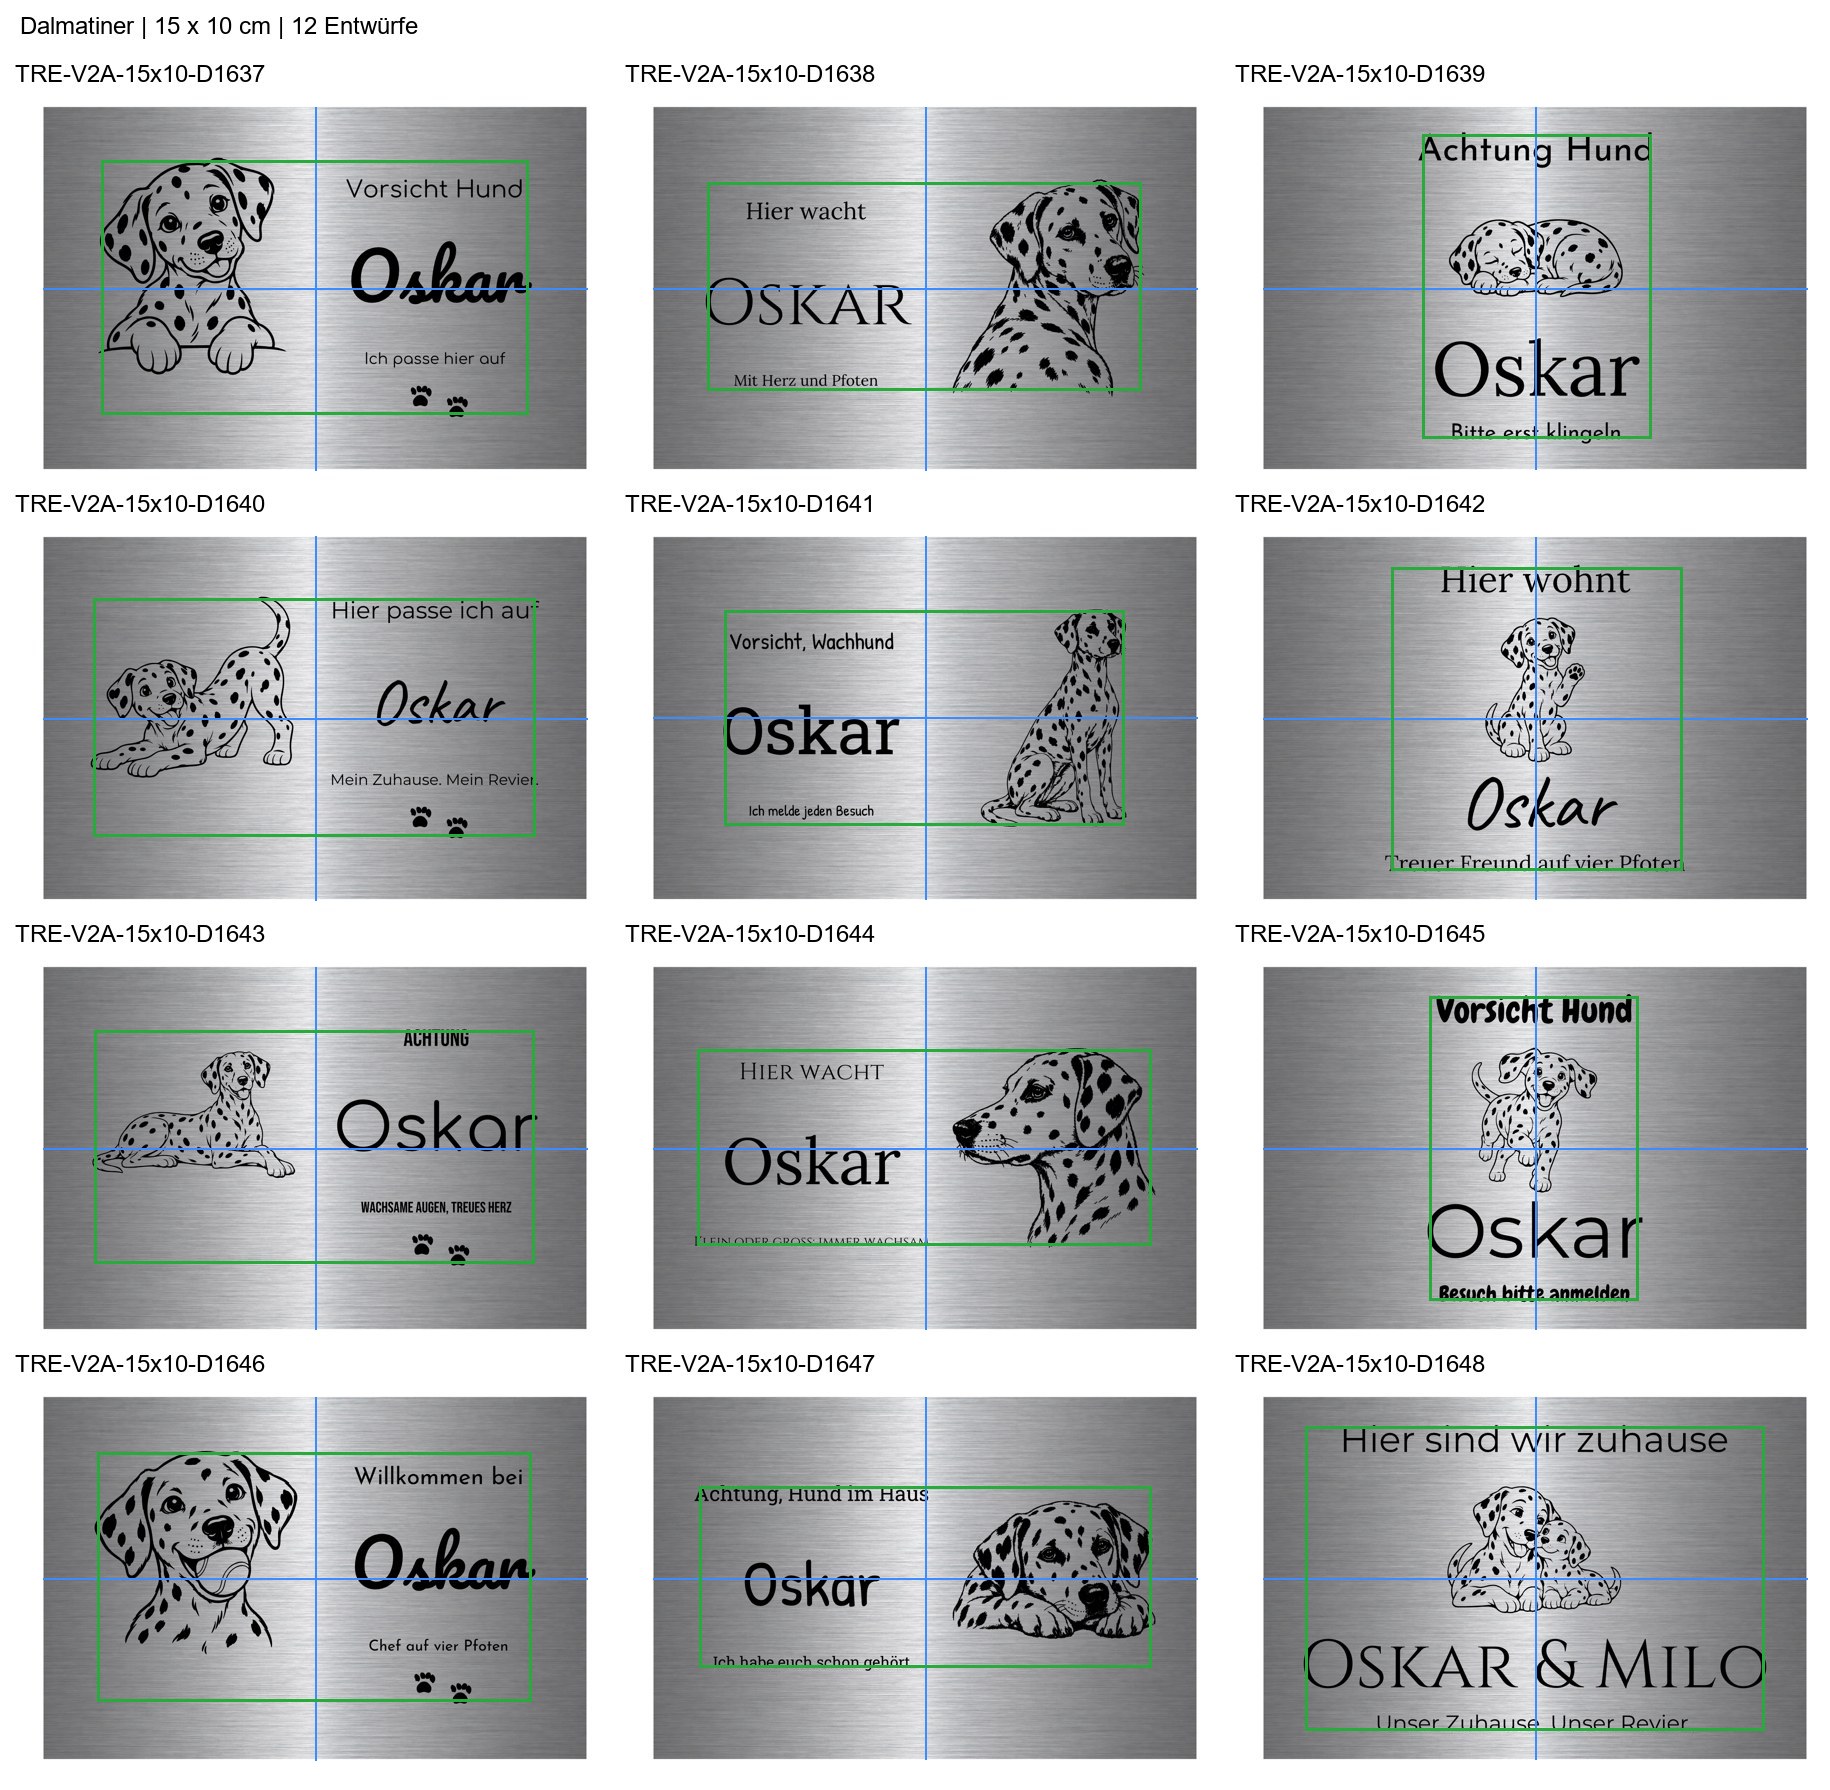 Dalmatiner | 15 x 10 cm | 12 Entwürfe
TRE-V2A-15x10-D1637
Vorsicht Hund
Oskar
Ich passe hier auf
TRE-V2A-15x10-D1638
Hier wacht
OSKAR
Mit Herz und Pfoten
TRE-V2A-15x10-D1639
Achtung Hund
Oskar
Bitte erst klingeln
TRE-V2A-15x10-D1640
Hier passe ich auf
Oskar
Mein Zuhause. Mein Revier.
TRE-V2A-15x10-D1641
Vorsicht, Wachhund
Oskar
Ich melde jeden Besuch
TRE-V2A-15x10-D1642
Hier wohnt
Oskar
Treuer Freund auf vier Pfoten
TRE-V2A-15x10-D1643
ACHTUNG
Oskar
WACHSAME AUGEN, TREUES HERZ
TRE-V2A-15x10-D1644
HIER WACHT
Oskar
KLEIN ODER GROSS: IMMER WACHSAM
TRE-V2A-15x10-D1645
Vorsicht Hund
Oskar
Besuch bitte anmelden
TRE-V2A-15x10-D1646
Willkommen bei
Oskar
Chef auf vier Pfoten
TRE-V2A-15x10-D1647
Achtung, Hund im Haus
Oskar
Ich habe euch schon gehört
TRE-V2A-15x10-D1648
Hier sind wir zuhause
OSKAR & MILO
Unser Zuhause. Unser Revier.